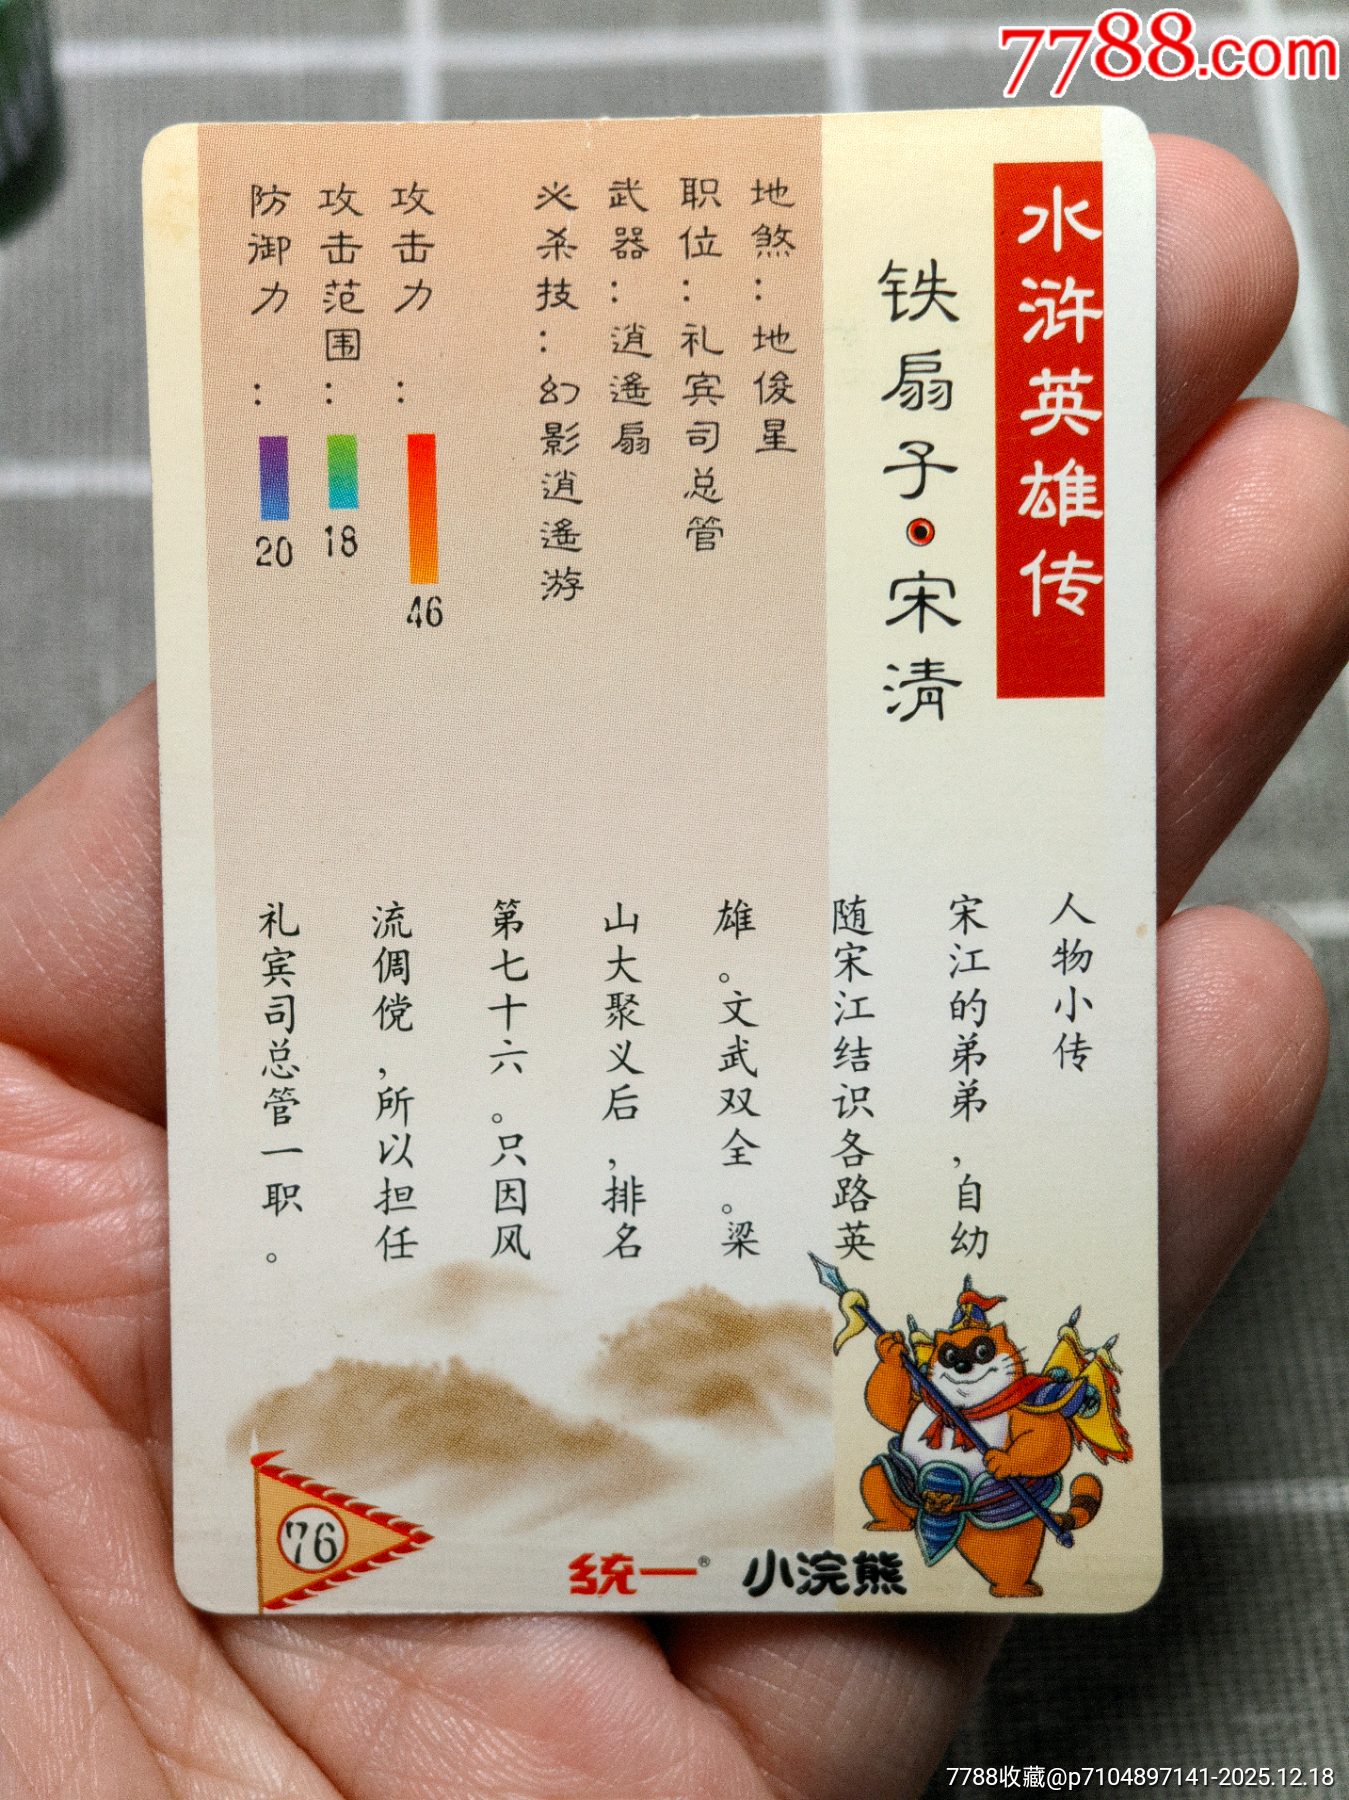 7788.com
水浒英雄传
铁扇子·宋清
地煞：地俊星
职位：礼宾司总管
武器：逍遥扇
必杀技：幻影逍遥游
攻击力：46
攻击范围：18
防御力：20
人物小传
宋江的弟弟，自幼
随宋江结识各路英
雄。文武双全。梁
山大聚义后，排名
第七十六。只因风
流倜傥，所以担任
礼宾司总管一职。
76
统一® 小浣熊
7788收藏@p7104897141-2025.12.18